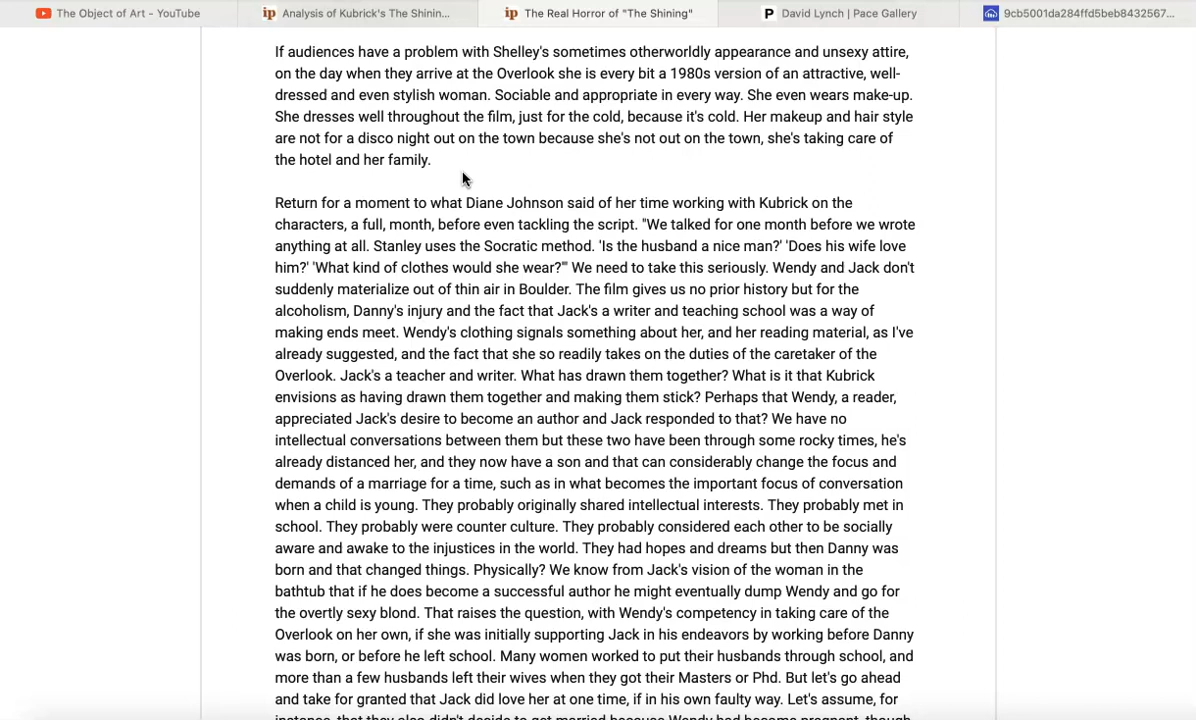 The Object of Art - YouTube
ip Analysis of Kubrick's The Shinin...
ip The Real Horror of "The Shining"
P David Lynch | Pace Gallery
9cb5001da284ffd5beb8432567...
If audiences have a problem with Shelley's sometimes otherworldly appearance and unsexy attire,
on the day when they arrive at the Overlook she is every bit a 1980s version of an attractive, well-
dressed and even stylish woman. Sociable and appropriate in every way. She even wears make-up.
She dresses well throughout the film, just for the cold, because it's cold. Her makeup and hair style
are not for a disco night out on the town because she's not out on the town, she's taking care of
the hotel and her family.
Return for a moment to what Diane Johnson said of her time working with Kubrick on the
characters, a full, month, before even tackling the script. "We talked for one month before we wrote
anything at all. Stanley uses the Socratic method. 'Is the husband a nice man?' 'Does his wife love
him?' 'What kind of clothes would she wear?'" We need to take this seriously. Wendy and Jack don't
suddenly materialize out of thin air in Boulder. The film gives us no prior history but for the
alcoholism, Danny's injury and the fact that Jack's a writer and teaching school was a way of
making ends meet. Wendy's clothing signals something about her, and her reading material, as I've
already suggested, and the fact that she so readily takes on the duties of the caretaker of the
Overlook. Jack's a teacher and writer. What has drawn them together? What is it that Kubrick
envisions as having drawn them together and making them stick? Perhaps that Wendy, a reader,
appreciated Jack's desire to become an author and Jack responded to that? We have no
intellectual conversations between them but these two have been through some rocky times, he's
already distanced her, and they now have a son and that can considerably change the focus and
demands of a marriage for a time, such as in what becomes the important focus of conversation
when a child is young. They probably originally shared intellectual interests. They probably met in
school. They probably were counter culture. They probably considered each other to be socially
aware and awake to the injustices in the world. They had hopes and dreams but then Danny was
born and that changed things. Physically? We know from Jack's vision of the woman in the
bathtub that if he does become a successful author he might eventually dump Wendy and go for
the overtly sexy blond. That raises the question, with Wendy's competency in taking care of the
Overlook on her own, if she was initially supporting Jack in his endeavors by working before Danny
was born, or before he left school. Many women worked to put their husbands through school, and
more than a few husbands left their wives when they got their Masters or Phd. But let's go ahead
and take for granted that Jack did love her at one time, if in his own faulty way. Let's assume, for
instance, that they also didn't decide to get married because Wendy had become pregnant, though